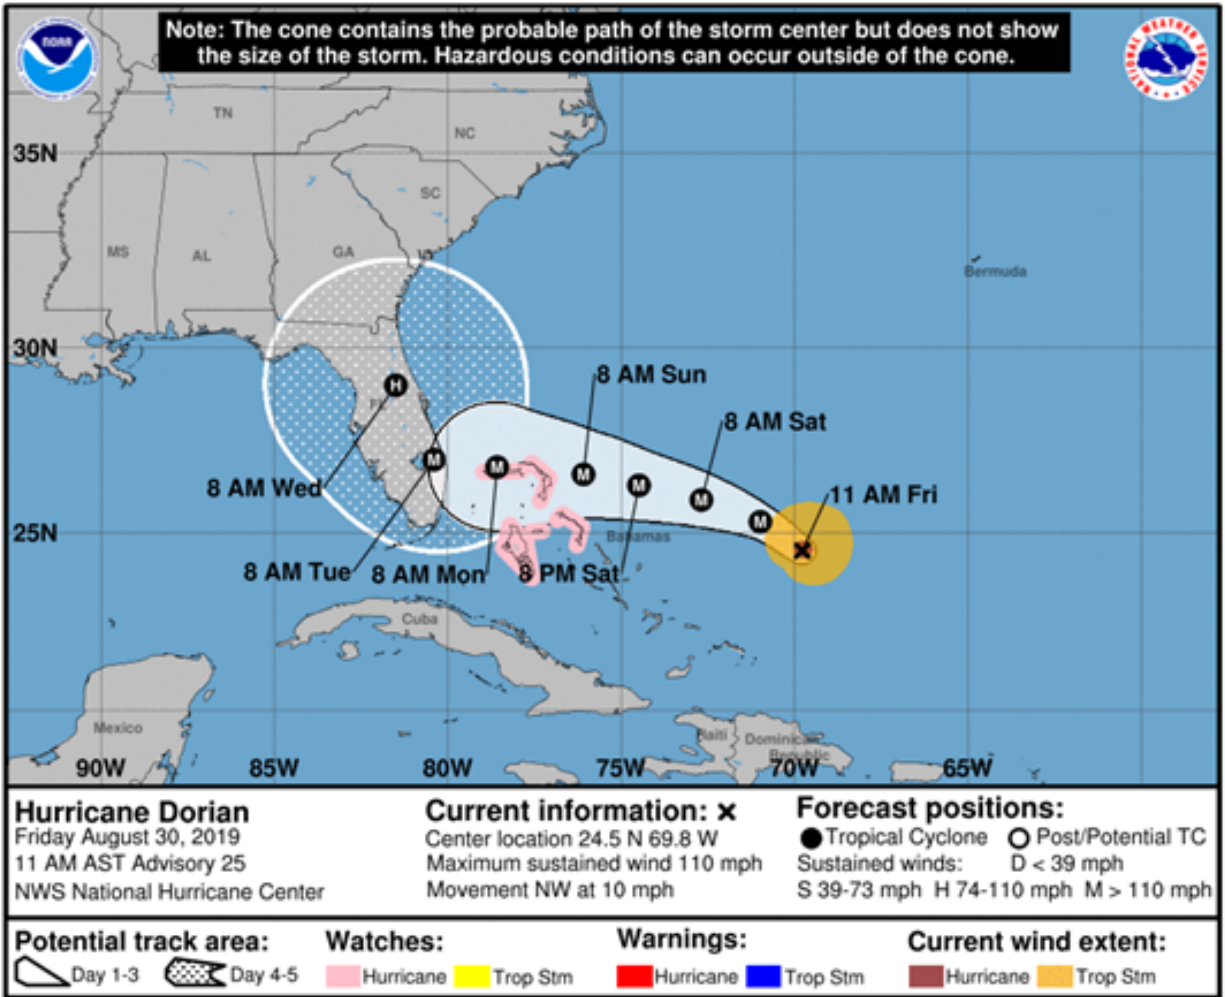 Note: The cone contains the probable path of the storm center but does not show
the size of the storm. Hazardous conditions can occur outside of the cone.
NOAA
NATIONAL WEATHER SERVICE
TN
NC
35N
SC
MS
AL
GA
Bermuda
30N
8 AM Sun
H
FL
8 AM Sat
M
M
M
M
M
8 AM Wed
11 AM Fri
M
25N
Bahamas
8 AM Tue
8 AM Mon
8 PM Sat
Cuba
Mexico
Haiti
Dominican
Republic
90W
85W
80W
75W
70W
65W
Hurricane Dorian
Friday August 30, 2019
11 AM AST Advisory 25
NWS National Hurricane Center
Current information: ×
Center location 24.5 N 69.8 W
Maximum sustained wind 110 mph
Movement NW at 10 mph
Forecast positions:
Tropical Cyclone Post/Potential TC
Sustained winds: D < 39 mph
S 39-73 mph H 74-110 mph M > 110 mph
Potential track area:
Day 1-3 Day 4-5
Watches:
Hurricane Trop Stm
Warnings:
Hurricane Trop Stm
Current wind extent:
Hurricane Trop Stm